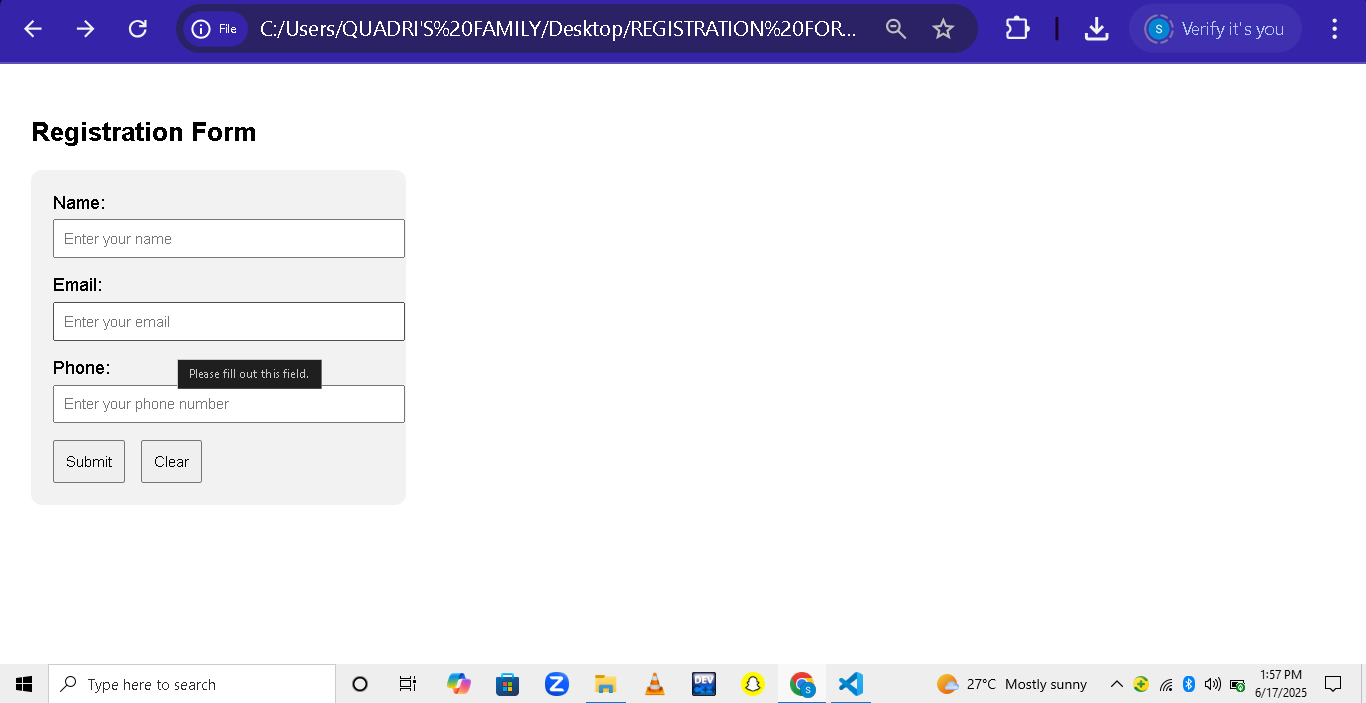 File
C:/Users/QUADRI'S%20FAMILY/Desktop/REGISTRATION%20FOR...
S
Verify it's you
Registration Form
Name:
Enter your name
Email:
Enter your email
Phone:
Please fill out this field.
Enter your phone number
Submit Clear
Type here to search
Z
DEV
S
27°C Mostly sunny
1:57 PM
6/17/2025